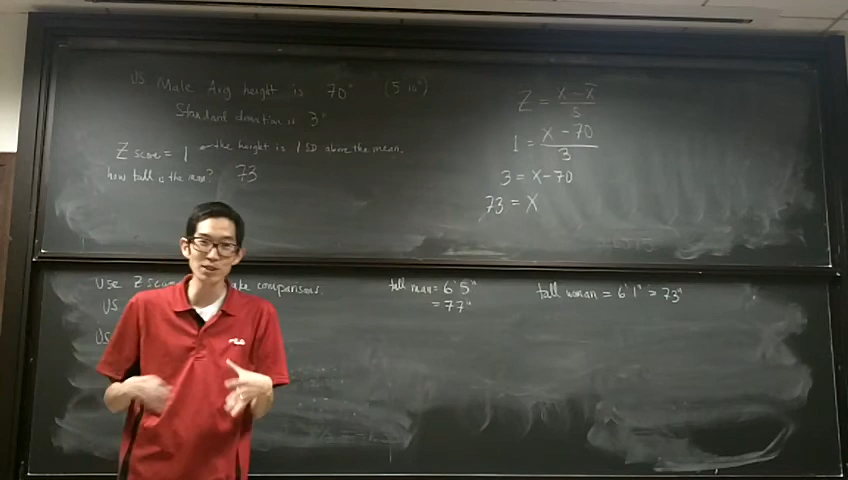 US Male Avg height is 70" (5'10")
Standard deviation is 3"
Z score = 1 the height is 1 SD above the mean.
how tall is the man? 73
Z = X - X̅ / S
1 = X - 70 / 3
3 = X - 70
73 = X
Use Z comparisons.
US
US
tall man = 6'5"
= 77"
tall woman = 6'1" = 73"